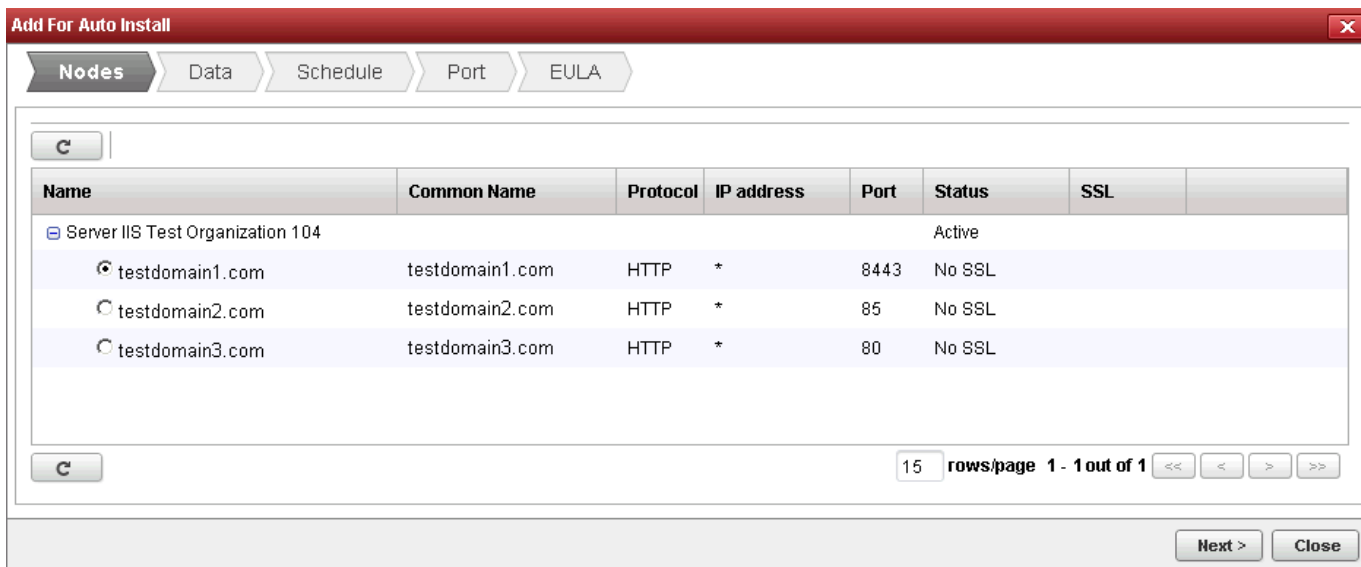 Add For Auto Install
Nodes Data Schedule Port EULA
Name Common Name Protocol IP address Port Status SSL
Server IIS Test Organization 104 Active
testdomain1.com testdomain1.com HTTP * 8443 No SSL
testdomain2.com testdomain2.com HTTP * 85 No SSL
testdomain3.com testdomain3.com HTTP * 80 No SSL
15 rows/page 1 - 1 out of 1 << < > >>
Next > Close